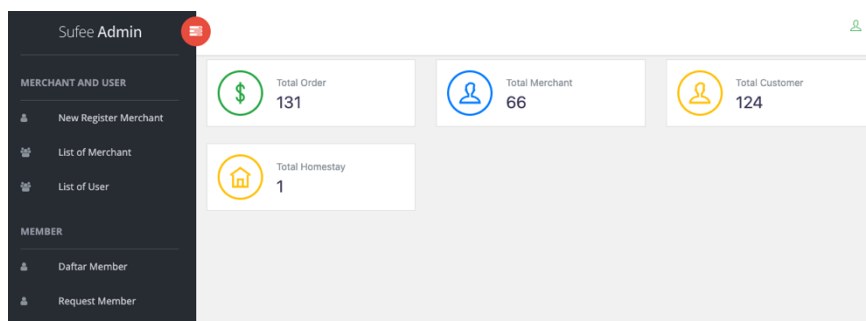 Sufee Admin
MERCHANT AND USER
New Register Merchant
List of Merchant
List of User
MEMBER
Daftar Member
Request Member
Total Order
131
Total Merchant
66
Total Customer
124
Total Homestay
1